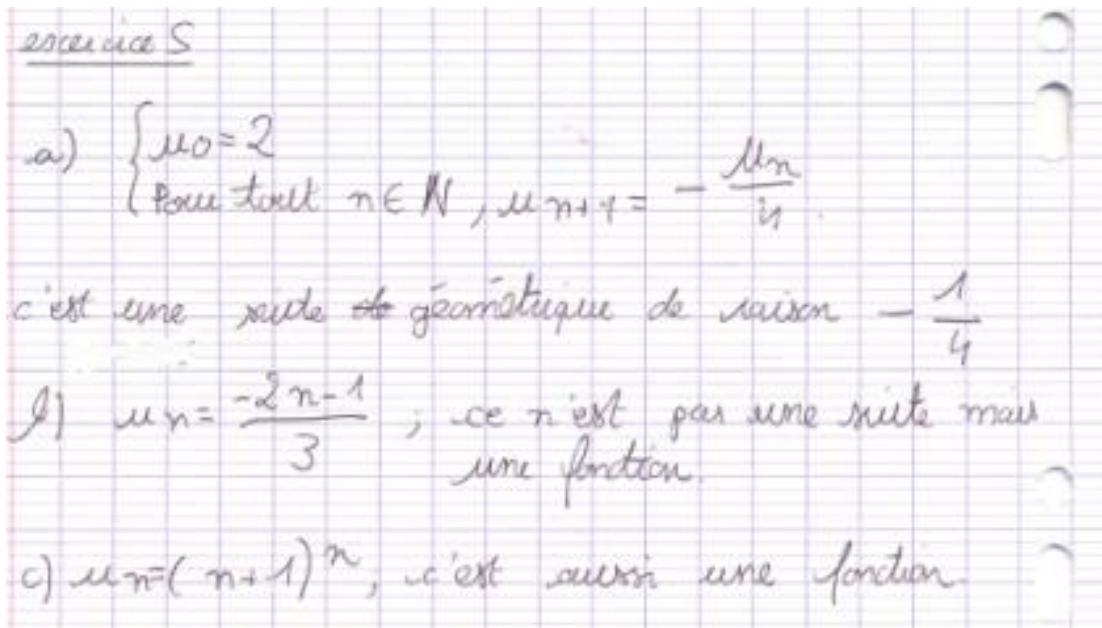 exercice 5
a) { u0 = 2
Pour tout n ∈ ℕ, un+1 = - un/4
c'est une suite géométrique de raison - 1/4
b) un = (-2n-1)/3 ; ce n'est pas une suite mais
une fonction.
c) un=(n+1)^n, c'est aussi une fonction